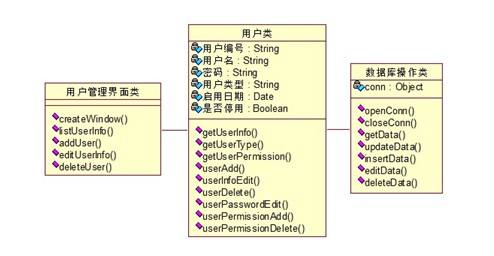 用户管理界面类
createWindow()
listUserInfo()
addUser()
editUserInfo()
deleteUser()
用户类
用户编号 : String
用户名 : String
密码 : String
用户类型 : String
启用日期 : Date
是否停用 : Boolean
getUserInfo()
getUserType()
getUserPermission()
userAdd()
userInfoEdit()
userDelete()
userPasswordEdit()
userPermissionAdd()
userPermissionDelete()
数据库操作类
conn : Object
openConn()
closeConn()
getData()
updateData()
insertData()
editData()
deleteData()